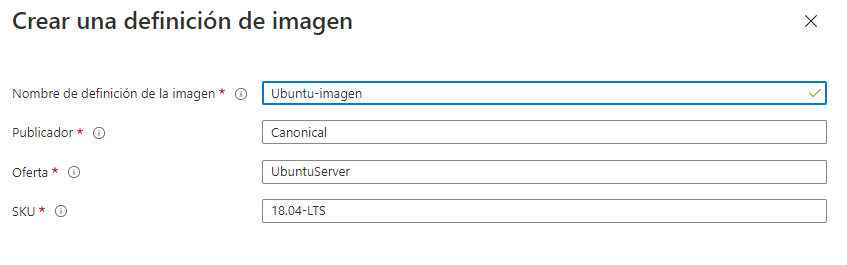 Crear una definición de imagen
Nombre de definición de la imagen * Ubuntu-imagen
Publicador * Canonical
Oferta * UbuntuServer
SKU * 18.04-LTS